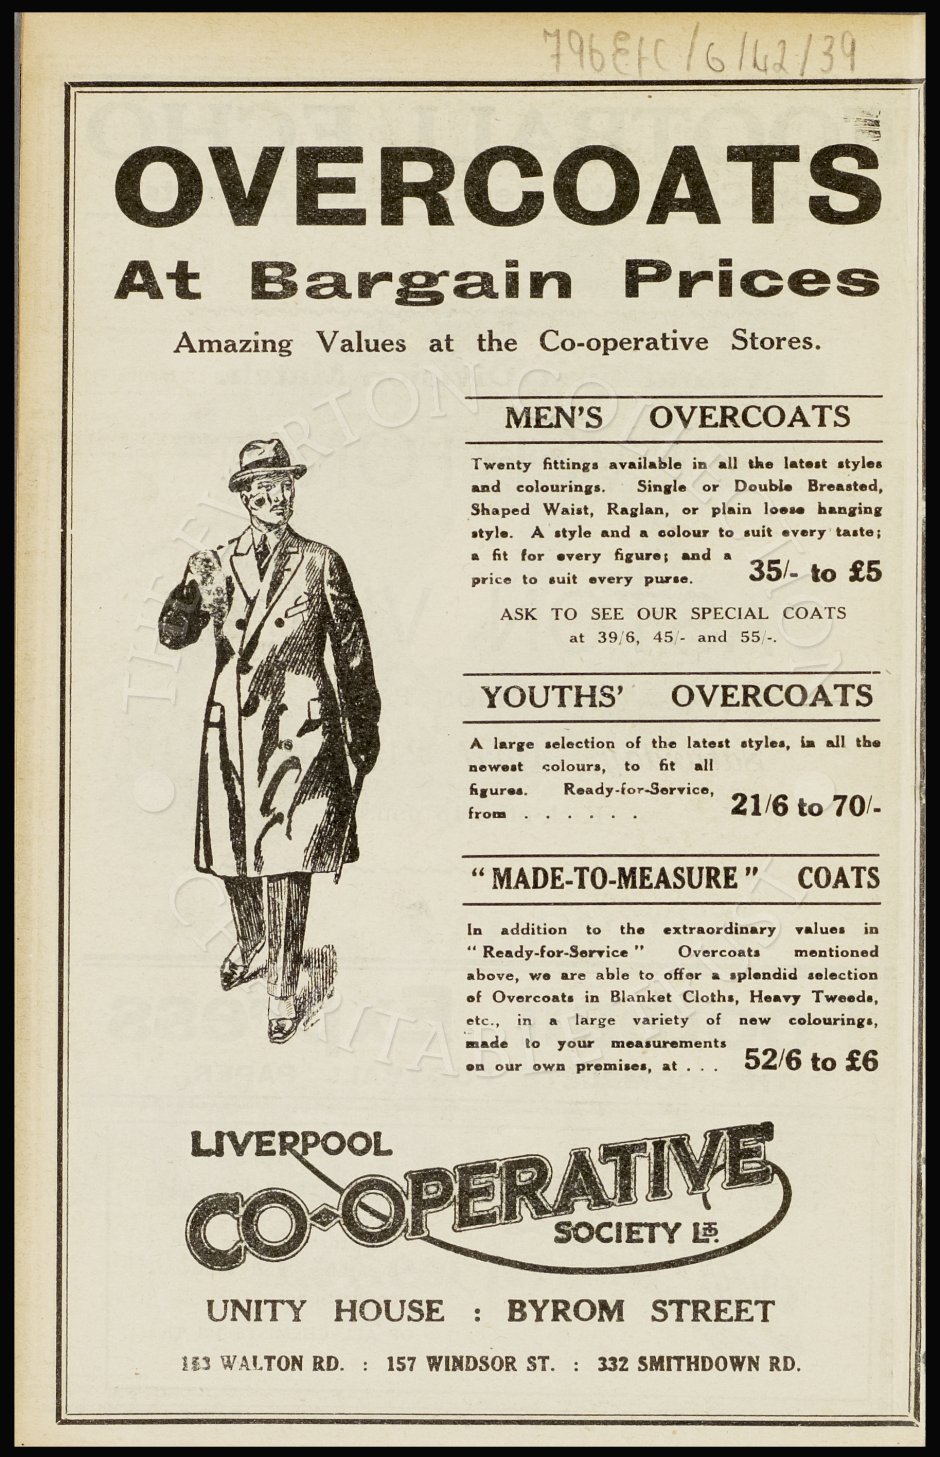 796EFC/6/42/39
OVERCOATS
At Bargain Prices
Amazing Values at the Co-operative Stores.
MEN'S OVERCOATS
Twenty fittings available in all the latest styles
and colourings. Single or Double Breasted,
Shaped Waist, Raglan, or plain loose hanging
style. A style and a colour to suit every taste;
a fit for every figure; and a
price to suit every purse. 35/- to £5
ASK TO SEE OUR SPECIAL COATS
at 39/6, 45/- and 55/-.
YOUTHS' OVERCOATS
A large selection of the latest styles, in all the
newest colours, to fit all
figures. Ready-for-Service,
from . . . . . . 21/6 to 70/-
"MADE-TO-MEASURE" COATS
In addition to the extraordinary values in
"Ready-for-Service" Overcoats mentioned
above, we are able to offer a splendid selection
of Overcoats in Blanket Cloths, Heavy Tweeds,
etc., in a large variety of new colourings,
made to your measurements
on our own premises, at . . . 52/6 to £6
LIVERPOOL
CO-OPERATIVE
SOCIETY LTD.
UNITY HOUSE : BYROM STREET
WALTON RD. : 157 WINDSOR ST. : 332 SMITHDOWN RD.
THE EVERTON COLLECTION
CHARITABLE TRUST